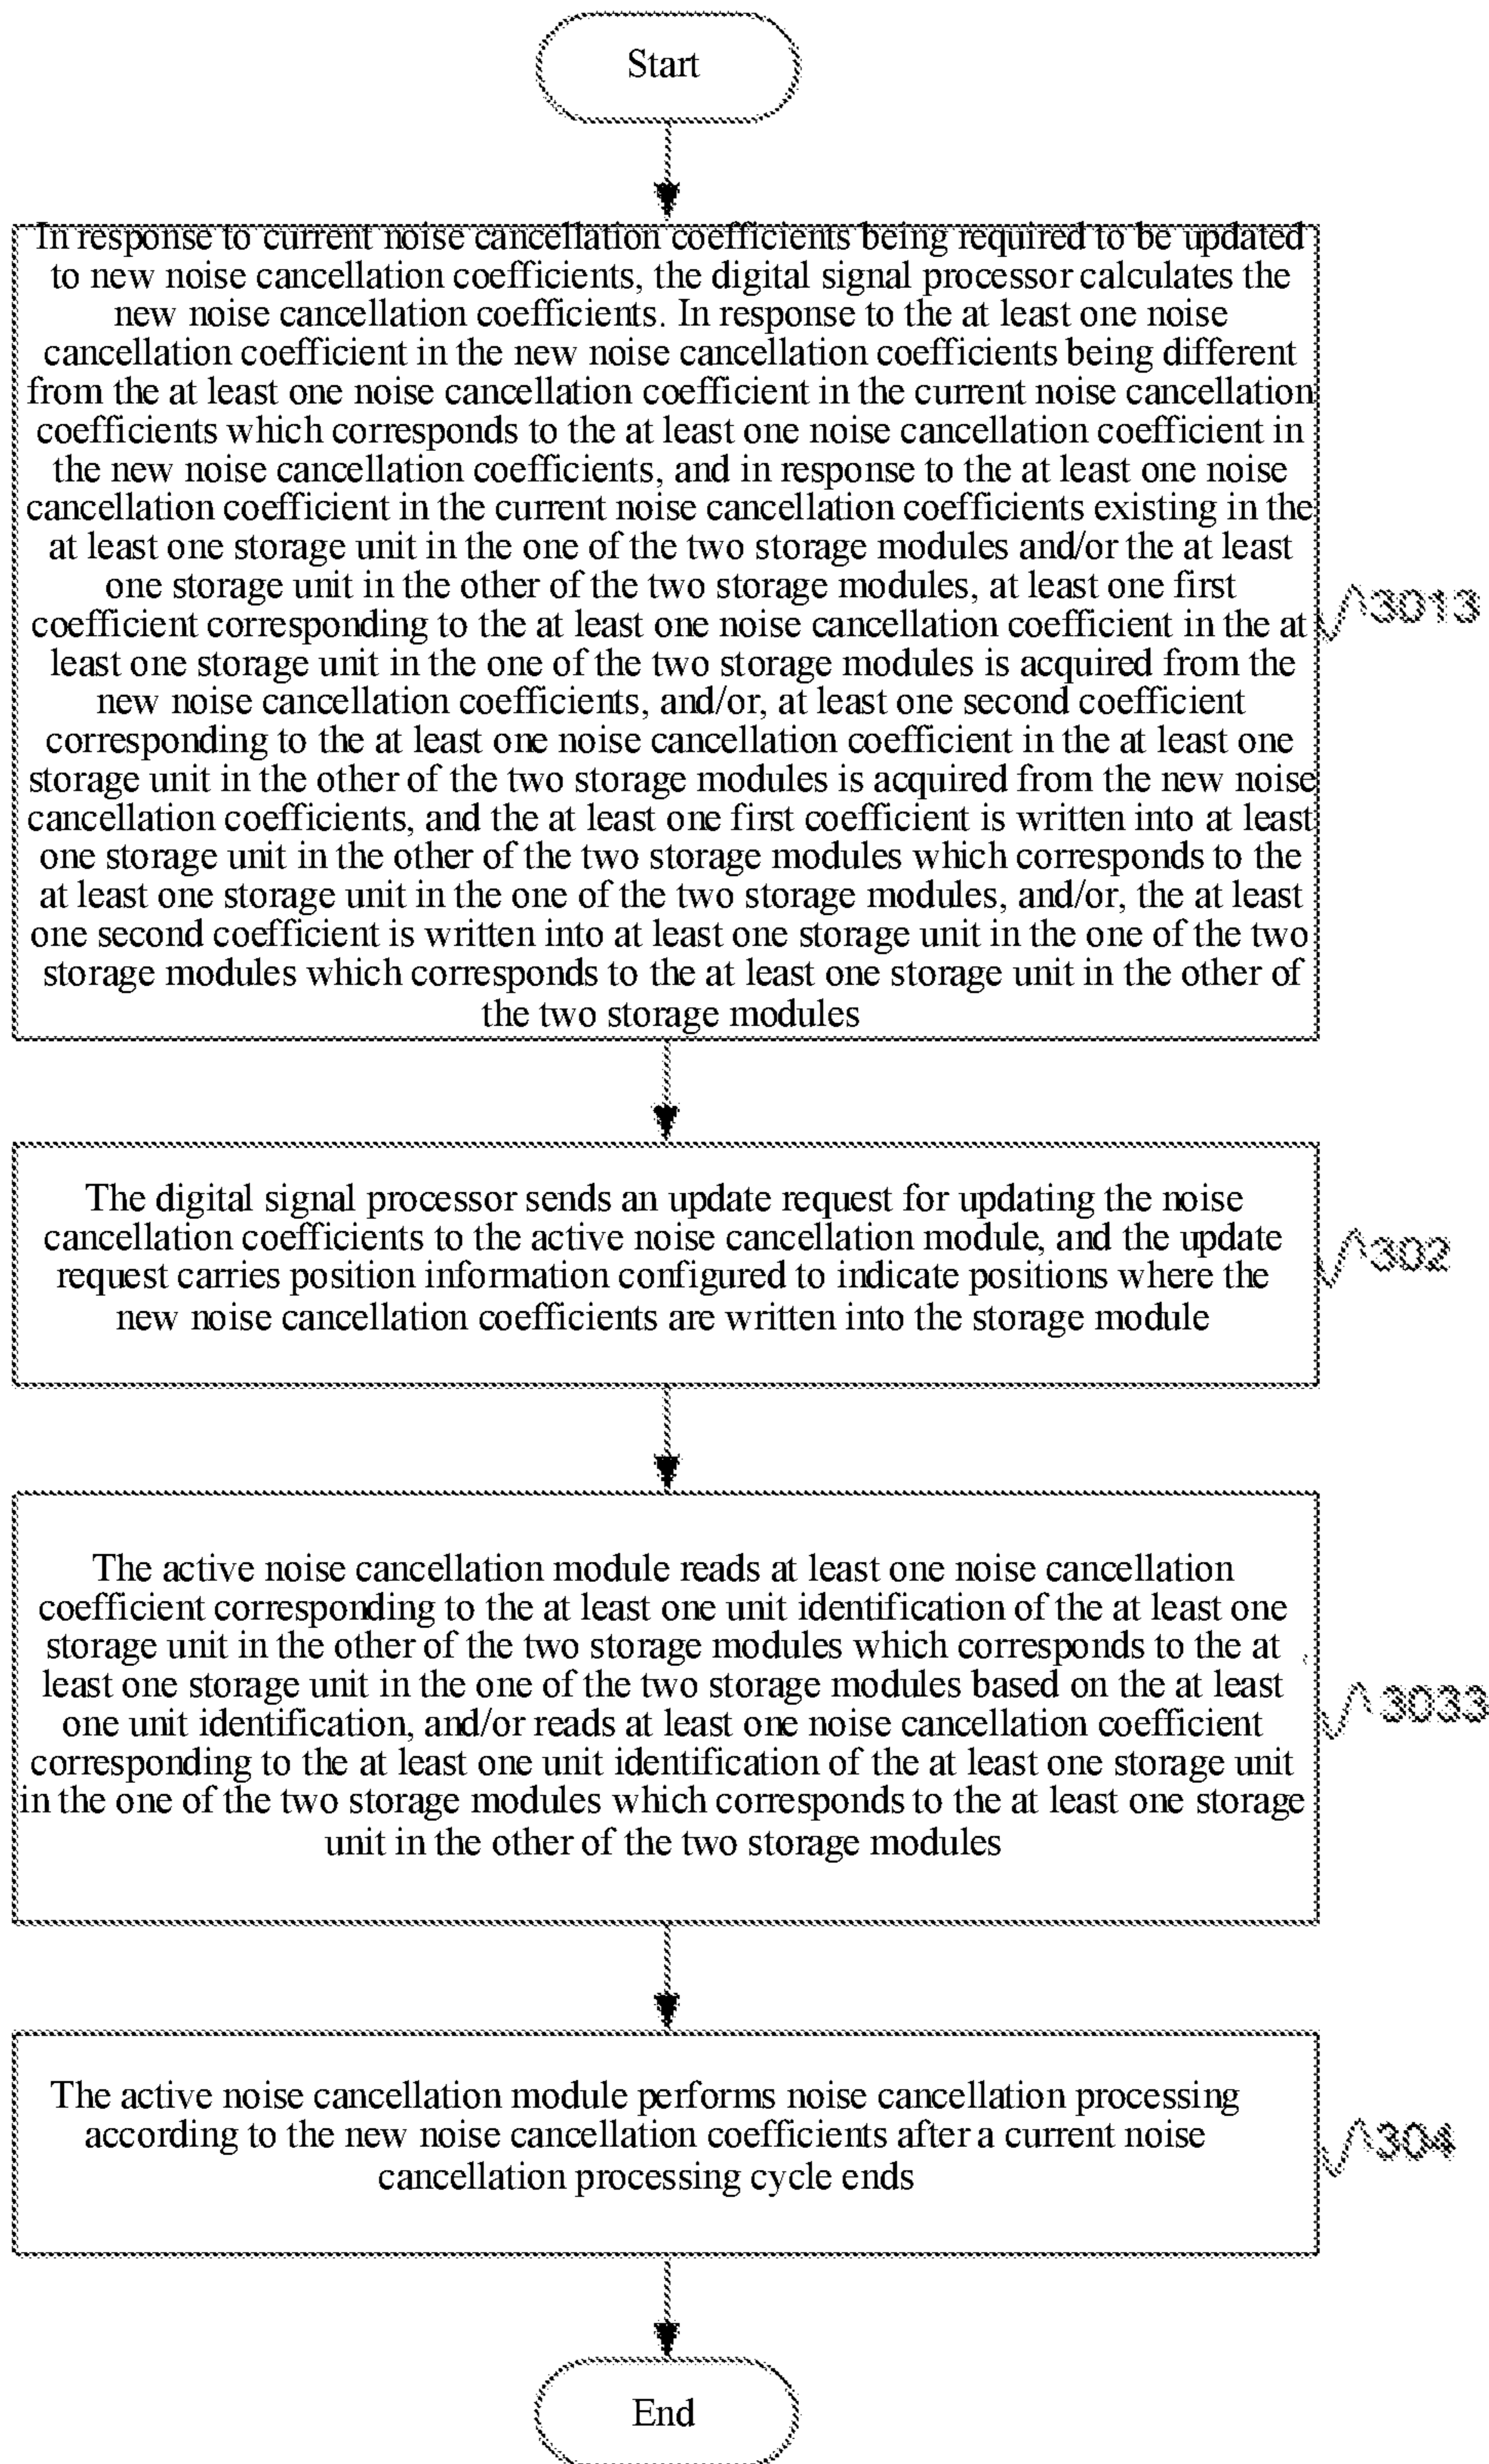 Start
In response to current noise cancellation coefficients being required to be updated
to new noise cancellation coefficients, the digital signal processor calculates the
new noise cancellation coefficients. In response to the at least one noise
cancellation coefficient in the new noise cancellation coefficients being different
from the at least one noise cancellation coefficient in the current noise cancellation
coefficients which corresponds to the at least one noise cancellation coefficient in
the new noise cancellation coefficients, and in response to the at least one noise
cancellation coefficient in the current noise cancellation coefficients existing in the
at least one storage unit in the one of the two storage modules and/or the at least
one storage unit in the other of the two storage modules, at least one first
coefficient corresponding to the at least one noise cancellation coefficient in the at
least one storage unit in the one of the two storage modules is acquired from the
new noise cancellation coefficients, and/or, at least one second coefficient
corresponding to the at least one noise cancellation coefficient in the at least one
storage unit in the other of the two storage modules is acquired from the new noise
cancellation coefficients, and the at least one first coefficient is written into at least
one storage unit in the other of the two storage modules which corresponds to the
at least one storage unit in the one of the two storage modules, and/or, the at least
one second coefficient is written into at least one storage unit in the one of the two
storage modules which corresponds to the at least one storage unit in the other of
the two storage modules
3013
The digital signal processor sends an update request for updating the noise
cancellation coefficients to the active noise cancellation module, and the update
request carries position information configured to indicate positions where the
new noise cancellation coefficients are written into the storage module
302
The active noise cancellation module reads at least one noise cancellation
coefficient corresponding to the at least one unit identification of the at least one
storage unit in the other of the two storage modules which corresponds to the at
least one storage unit in the one of the two storage modules based on the at least
one unit identification, and/or reads at least one noise cancellation coefficient
corresponding to the at least one unit identification of the at least one storage unit
in the one of the two storage modules which corresponds to the at least one storage
unit in the other of the two storage modules
3033
The active noise cancellation module performs noise cancellation processing
according to the new noise cancellation coefficients after a current noise
cancellation processing cycle ends
304
End